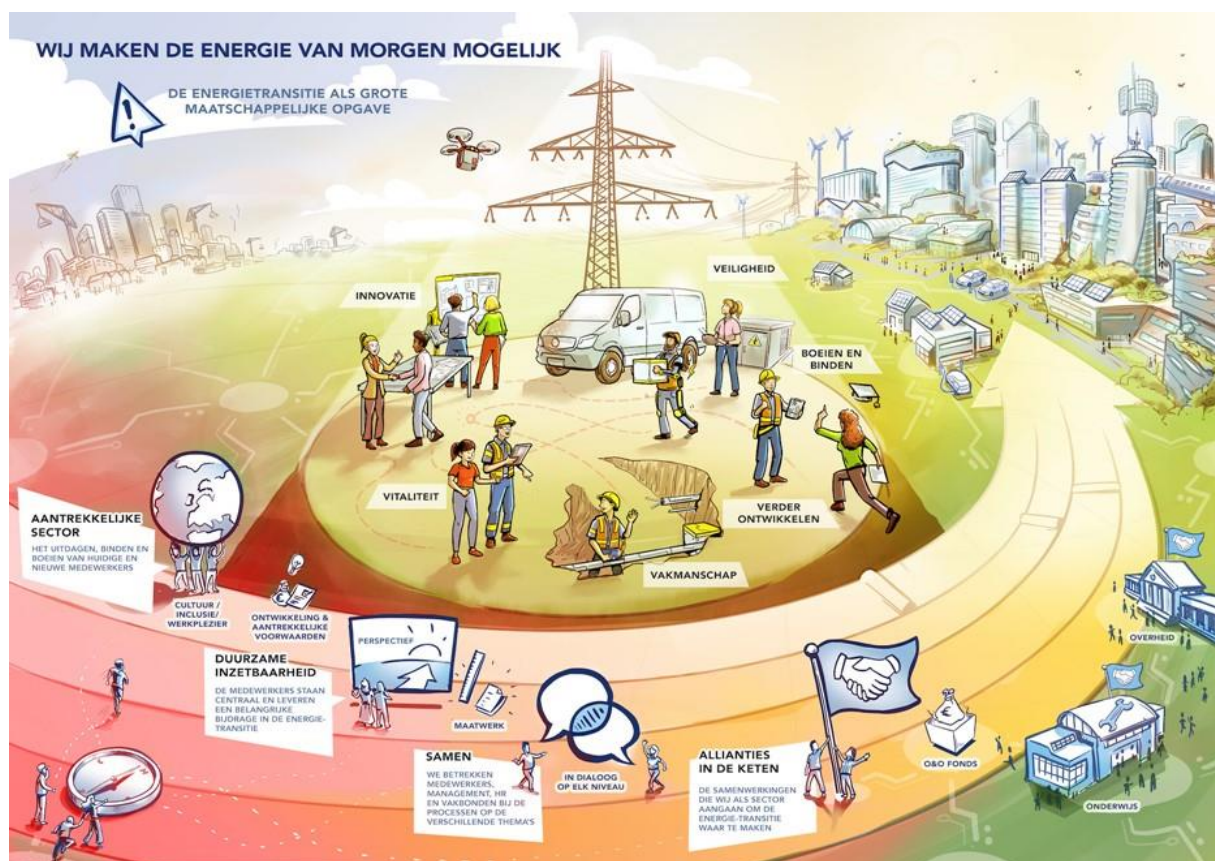 WIJ MAKEN DE ENERGIE VAN MORGEN MOGELIJK
DE ENERGIETRANSITIE ALS GROTE
MAATSCHAPPELIJKE OPGAVE
INNOVATIE
VEILIGHEID
BOEIEN EN
BINDEN
VITALITEIT
VERDER
ONTWIKKELEN
VAKMANSCHAP
AANTREKKELIJKE
SECTOR
HET UITDAGEN, BINDEN EN
BOEIEN VAN HUIDIGE EN
NIEUWE MEDEWERKERS
CULTUUR /
INCLUSIE/
WERKPLEZIER
ONTWIKKELING &
AANTREKKELIJKE
VOORWAARDEN
DUURZAME
INZETBAARHEID
DE MEDEWERKERS STAAN
CENTRAAL EN LEVEREN
EEN BELANGRIJKE
BIJDRAGE IN DE ENERGIE-
TRANSITIE
PERSPECTIEF
MAATWERK
SAMEN
WE BETREKKEN
MEDEWERKERS,
MANAGEMENT, HR
EN VAKBONDEN BIJ DE
PROCESSEN OP DE
VERSCHILLENDE THEMA'S
IN DIALOOG
OP ELK NIVEAU
ALLIANTIES
IN DE KETEN
DE SAMENWERKINGEN
DIE WIJ ALS SECTOR
AANGAAN OM DE
ENERGIE-TRANSITIE
WAAR TE MAKEN
O&O FONDS
OVERHEID
ONDERWIJS